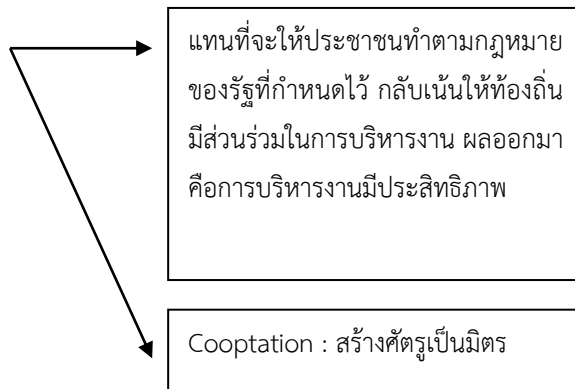 แทนที่จะให้ประชาชนทำตามกฎหมาย
ของรัฐที่กำหนดไว้ กลับเน้นให้ท้องถิ่น
มีส่วนร่วมในการบริหารงาน ผลออกมา
คือการบริหารงานมีประสิทธิภาพ
Cooptation : สร้างศัตรูเป็นมิตร